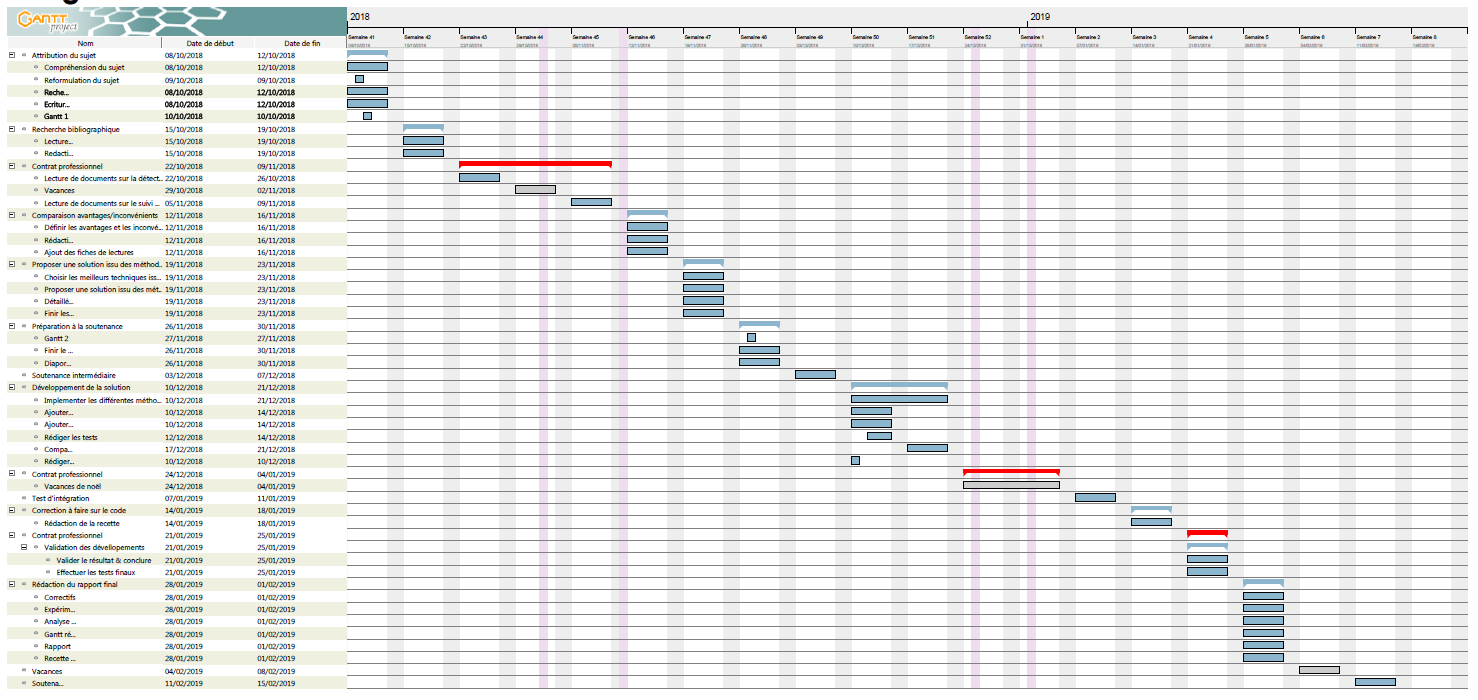 GANTT project
2018 2019
Nom Date de début Date de fin
Semaine 41 Semaine 42 Semaine 43 Semaine 44 Semaine 45 Semaine 46 Semaine 47 Semaine 48 Semaine 49 Semaine 50 Semaine 51 Semaine 52 Semaine 1 Semaine 2 Semaine 3 Semaine 4 Semaine 5 Semaine 6 Semaine 7 Semaine 8
Attribution du sujet 08/10/2018 12/10/2018
Compréhension du sujet 08/10/2018 12/10/2018
Reformulation du sujet 09/10/2018 09/10/2018
Reche... 08/10/2018 12/10/2018
Ecritur... 08/10/2018 12/10/2018
Gantt 1 10/10/2018 10/10/2018
Recherche bibliographique 15/10/2018 19/10/2018
Lecture... 15/10/2018 19/10/2018
Redacti... 15/10/2018 19/10/2018
Contrat professionnel 22/10/2018 09/11/2018
Lecture de documents sur la détect... 22/10/2018 26/10/2018
Vacances 29/10/2018 02/11/2018
Lecture de documents sur le suivi ... 05/11/2018 09/11/2018
Comparaison avantages/inconvénients 12/11/2018 16/11/2018
Définir les avantages et les inconvé... 12/11/2018 16/11/2018
Rédacti... 12/11/2018 16/11/2018
Ajout des fiches de lectures 12/11/2018 16/11/2018
Proposer une solution issu des méthod... 19/11/2018 23/11/2018
Choisir les meilleurs techniques iss... 19/11/2018 23/11/2018
Proposer une solution issu des mét... 19/11/2018 23/11/2018
Détaillé... 19/11/2018 23/11/2018
Finir les... 19/11/2018 23/11/2018
Préparation à la soutenance 26/11/2018 30/11/2018
Gantt 2 27/11/2018 27/11/2018
Finir le ... 26/11/2018 30/11/2018
Diapor... 26/11/2018 30/11/2018
Soutenance intermédiaire 03/12/2018 07/12/2018
Développement de la solution 10/12/2018 21/12/2018
Implementer les différentes métho... 10/12/2018 21/12/2018
Ajouter... 10/12/2018 14/12/2018
Ajouter... 10/12/2018 14/12/2018
Rédiger les tests 12/12/2018 14/12/2018
Compa... 17/12/2018 21/12/2018
Rédiger... 10/12/2018 10/12/2018
Contrat professionnel 24/12/2018 04/01/2019
Vacances de noël 24/12/2018 04/01/2019
Test d'intégration 07/01/2019 11/01/2019
Correction à faire sur le code 14/01/2019 18/01/2019
Rédaction de la recette 14/01/2019 18/01/2019
Contrat professionnel 21/01/2019 25/01/2019
Validation des dévellopements 21/01/2019 25/01/2019
Valider le résultat & conclure 21/01/2019 25/01/2019
Effectuer les tests finaux 21/01/2019 25/01/2019
Rédaction du rapport final 28/01/2019 01/02/2019
Correctifs 28/01/2019 01/02/2019
Expérim... 28/01/2019 01/02/2019
Analyse ... 28/01/2019 01/02/2019
Gantt ré... 28/01/2019 01/02/2019
Rapport 28/01/2019 01/02/2019
Recette ... 28/01/2019 01/02/2019
Vacances 04/02/2019 08/02/2019
Soutena... 11/02/2019 15/02/2019